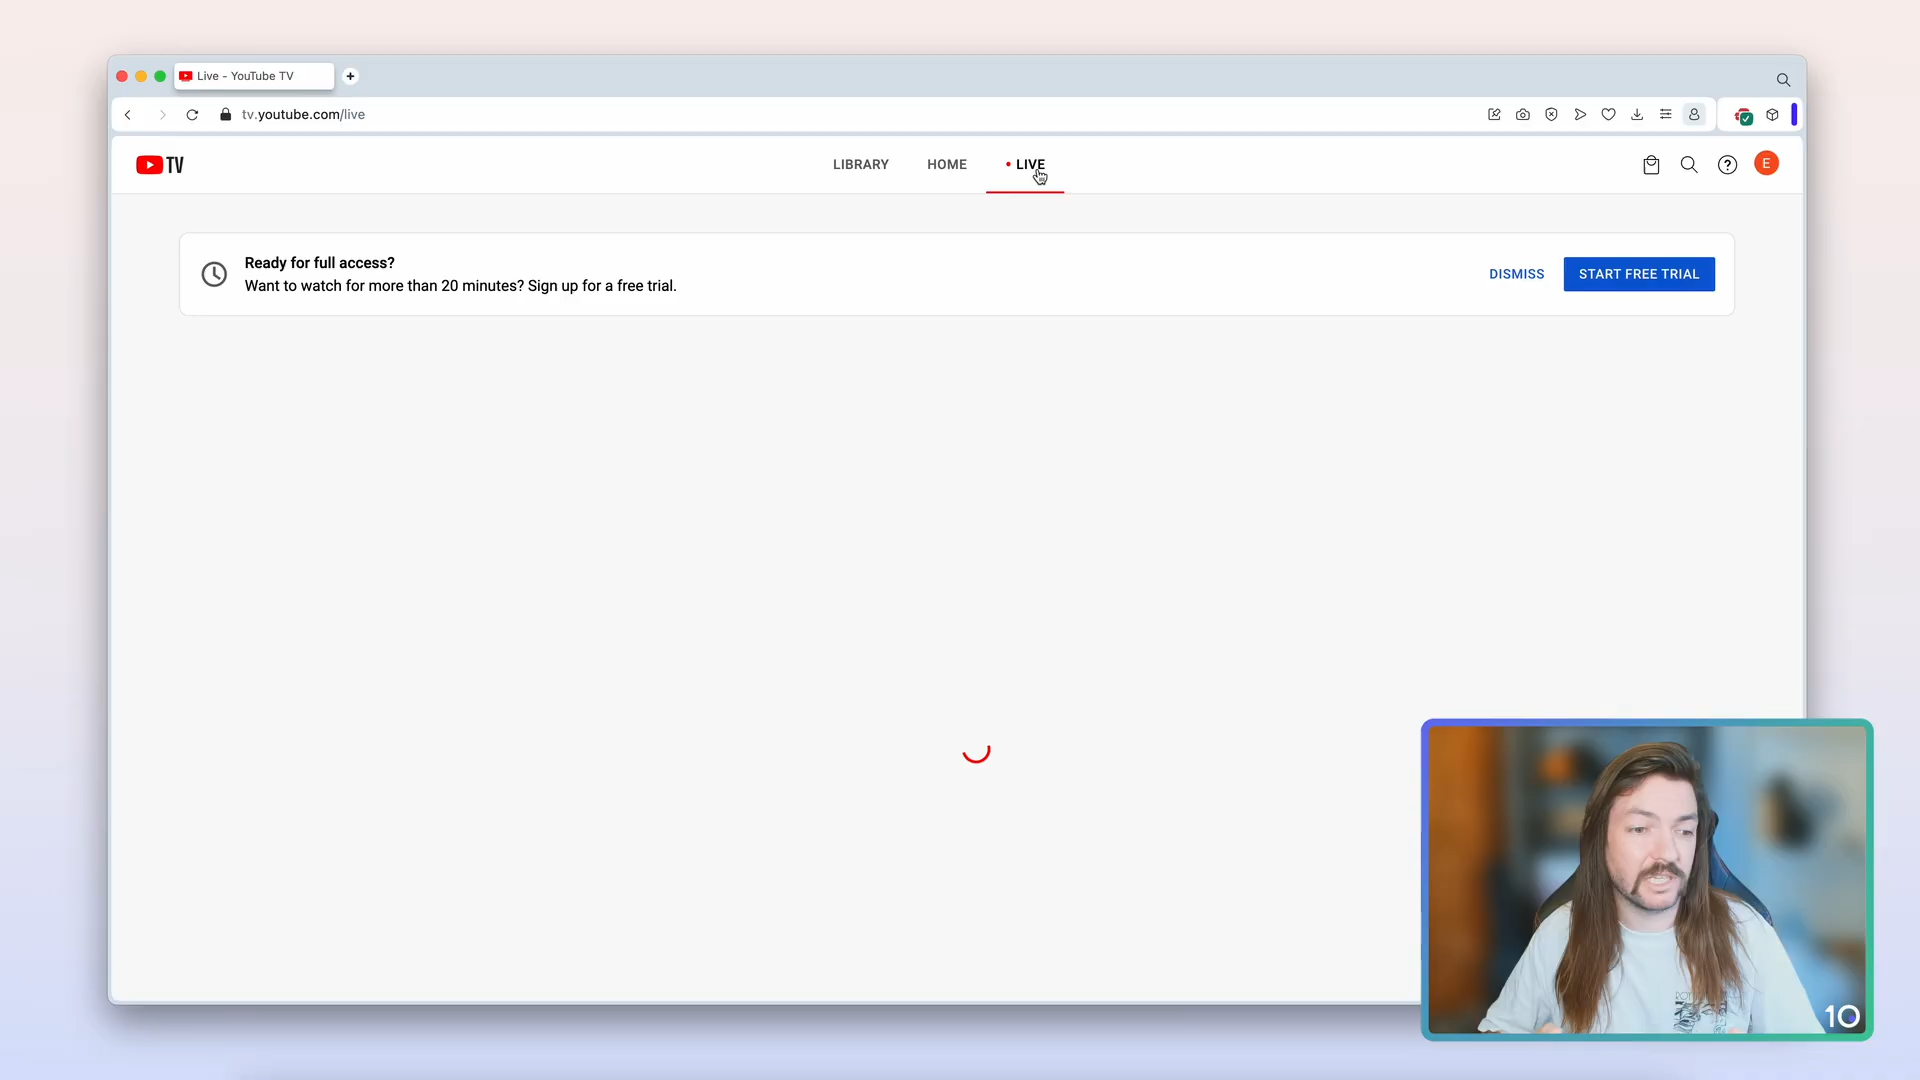 Live - YouTube TV
tv.youtube.com/live
TV
LIBRARY
HOME
LIVE
E
Ready for full access?
Want to watch for more than 20 minutes? Sign up for a free trial.
DISMISS
START FREE TRIAL
10